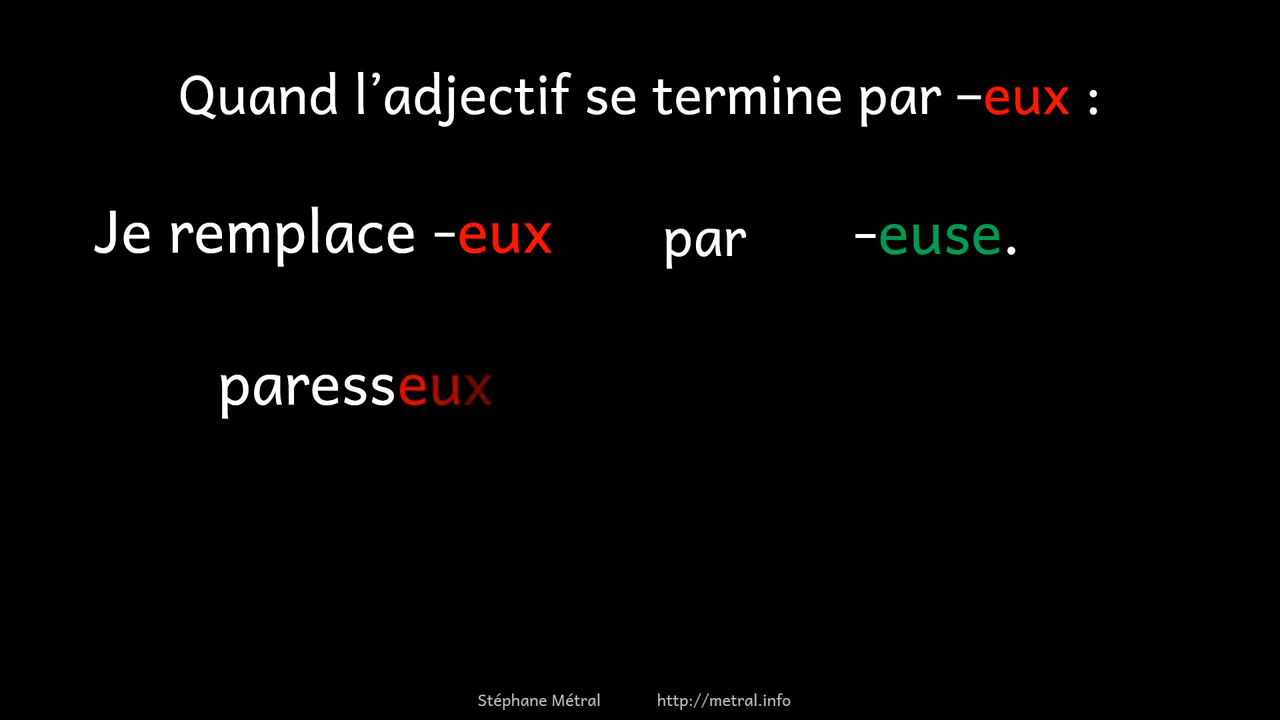 Quand l’adjectif se termine par –eux :
Je remplace -eux par -euse.
paresseux
Stéphane Métral http://metral.info